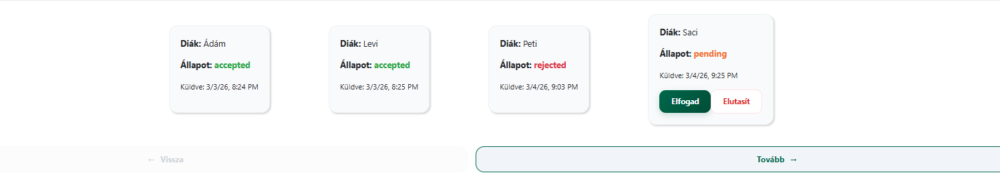 Diák: Ádám
Állapot: accepted
Küldve: 3/3/26, 8:24 PM
Diák: Levi
Állapot: accepted
Küldve: 3/3/26, 8:25 PM
Diák: Peti
Állapot: rejected
Küldve: 3/4/26, 9:03 PM
Diák: Saci
Állapot: pending
Küldve: 3/4/26, 9:25 PM
Elfogad Elutasít
← Vissza
Tovább →